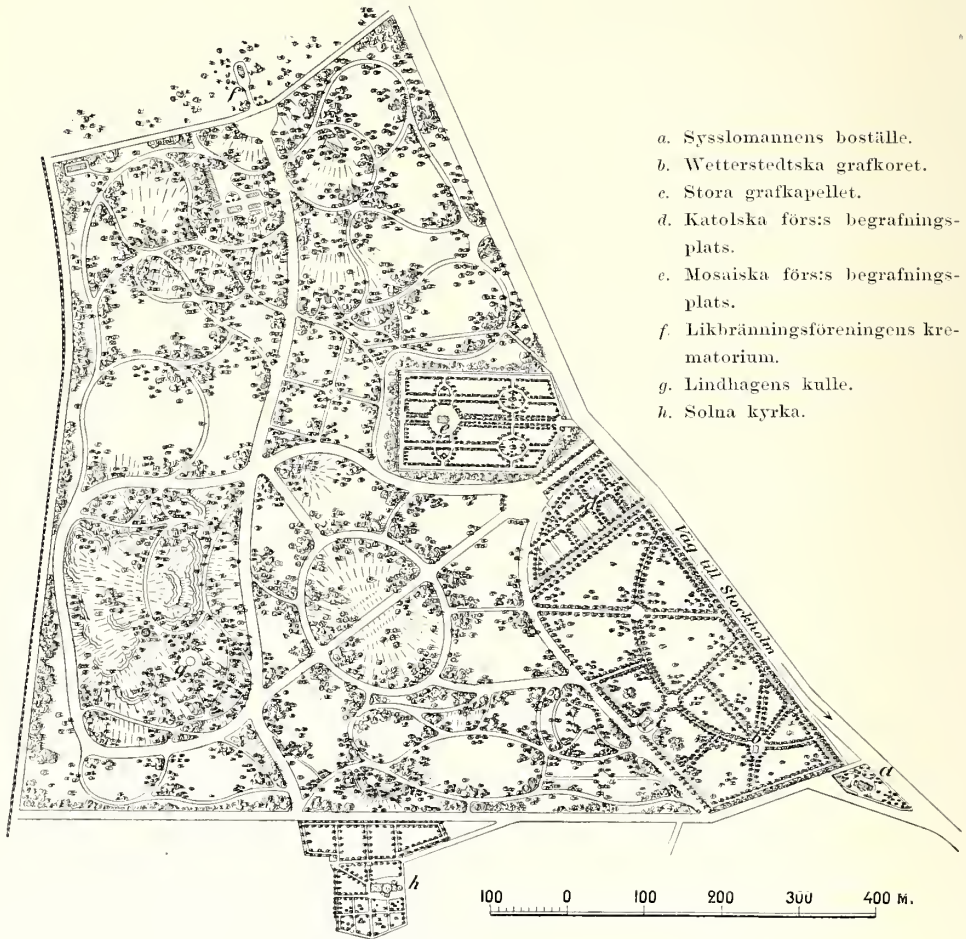 a. Sysslomannens boställe.
b. Wetterstedtska grafkoret.
c. Stora grafkapellet.
d. Katolska förs:s begrafnings-
plats.
e. Mosaiska förs:s begrafnings-
plats.
f. Likbränningsföreningens kre-
matorium.
g. Lindhagens kulle.
h. Solna kyrka.
e
Väg till Stockholm
g
a
h
100 0 100 200 300 400 M.